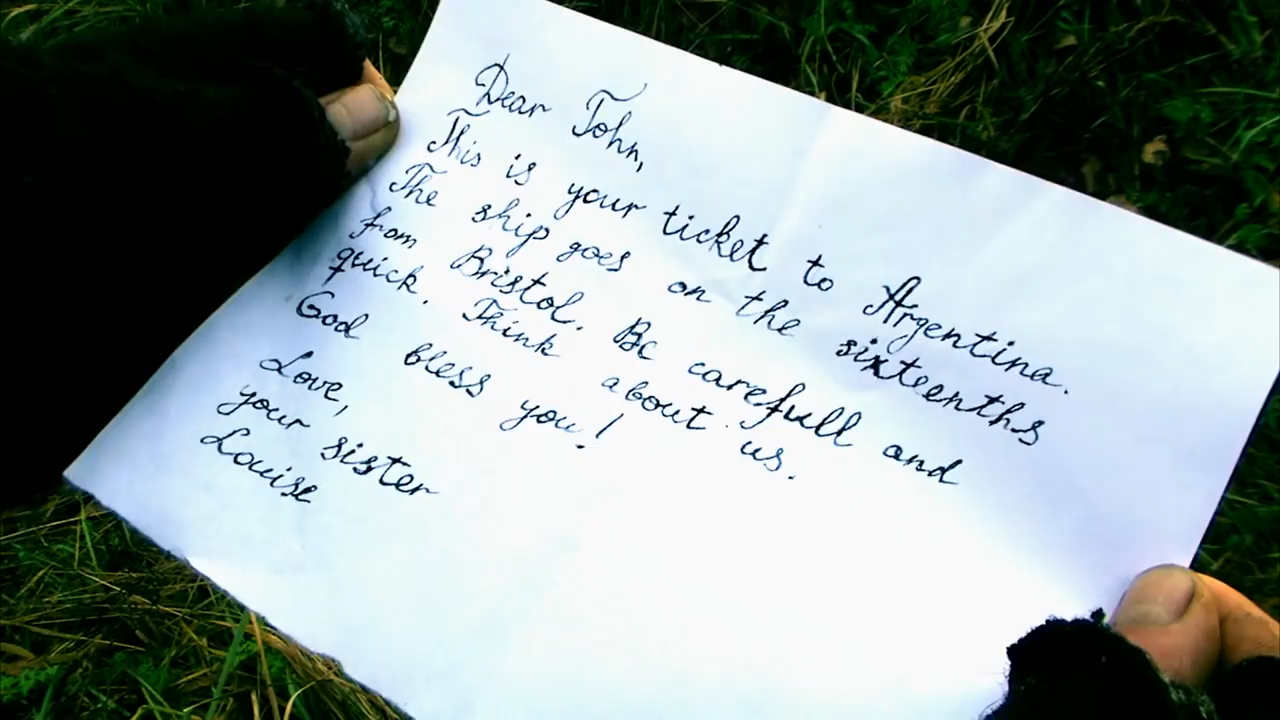 Dear John,
This is your ticket to Argentina.
The ship goes on the sixteenths
from Bristol. Be carefull and
quick. Think about us.
God bless you!
Love,
your sister
Louise